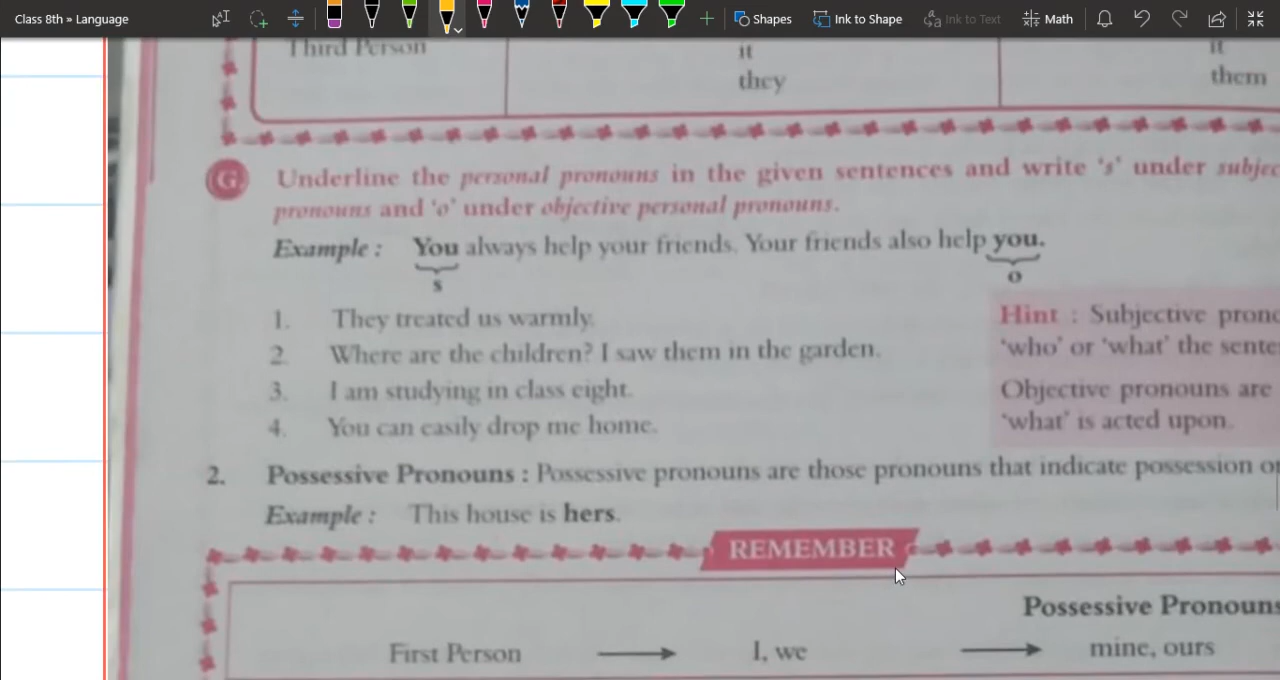 Class 8th » Language
Shapes
Ink to Shape
Ink to Text
Math
Third Person
it
it
they
them
G. Underline the personal pronouns in the given sentences and write 's' under
pronouns and 'o' under objective personal pronouns.
Example : You always help your friends. Your friends also help you.
s
o
1. They treated us warmly.
2. Where are the children? I saw them in the garden.
3. I am studying in class eight.
4. You can easily drop me home.
Hint : Subjective
'who' or 'what' the
Objective pronouns are
'what' is acted upon.
2. Possessive Pronouns : Possessive pronouns are those pronouns that indicate possession
Example : This house is hers.
REMEMBER
Possessive Pronouns
First Person
I, we
mine, ours